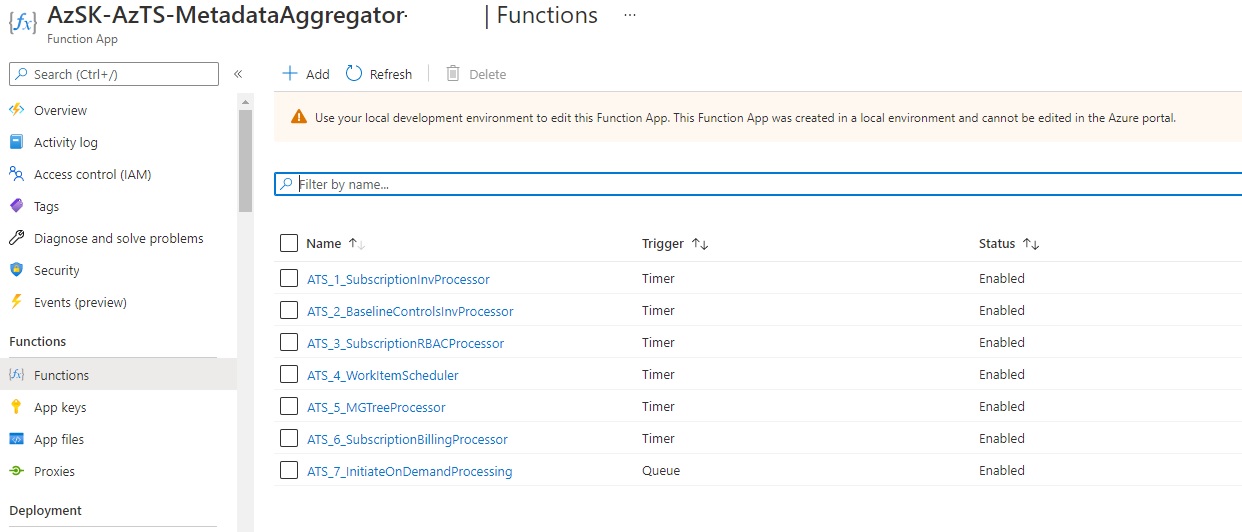 AzSK-AzTS-MetadataAggregator- | Functions ...
Function App
Search (Ctrl+/)
«
Overview
Activity log
Access control (IAM)
Tags
Diagnose and solve problems
Security
Events (preview)
Functions
Functions
App keys
App files
Proxies
Deployment
Add Refresh Delete
Use your local development environment to edit this Function App. This Function App was created in a local environment and cannot be edited in the Azure portal.
Filter by name...
Name Trigger Status
ATS_1_SubscriptionInvProcessor Timer Enabled
ATS_2_BaselineControlsInvProcessor Timer Enabled
ATS_3_SubscriptionRBACProcessor Timer Enabled
ATS_4_WorkItemScheduler Timer Enabled
ATS_5_MGTreeProcessor Timer Enabled
ATS_6_SubscriptionBillingProcessor Timer Enabled
ATS_7_InitiateOnDemandProcessing Queue Enabled